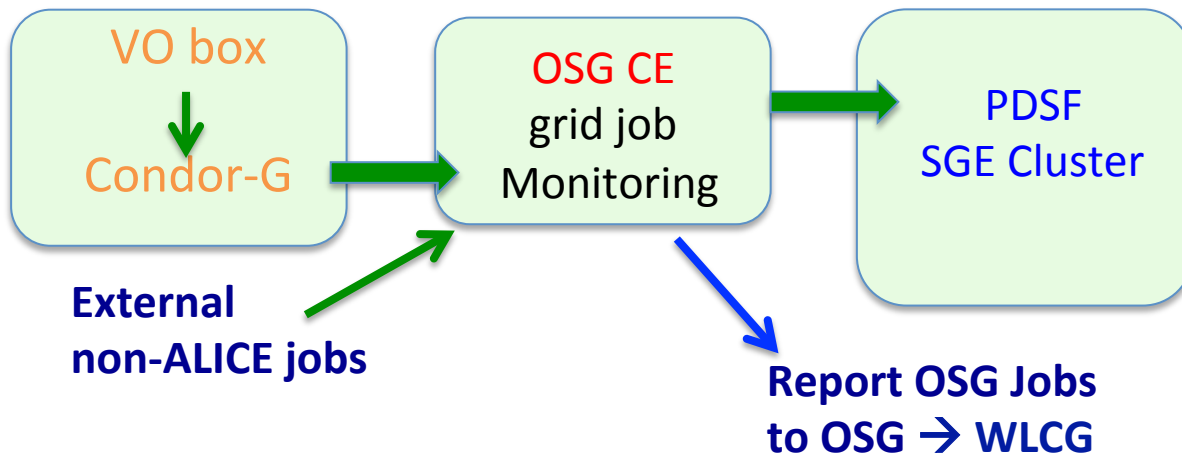 VO box
Condor-G
OSG CE
grid job
Monitoring
PDSF
SGE Cluster
External
non-ALICE jobs
Report OSG Jobs
to OSG → WLCG